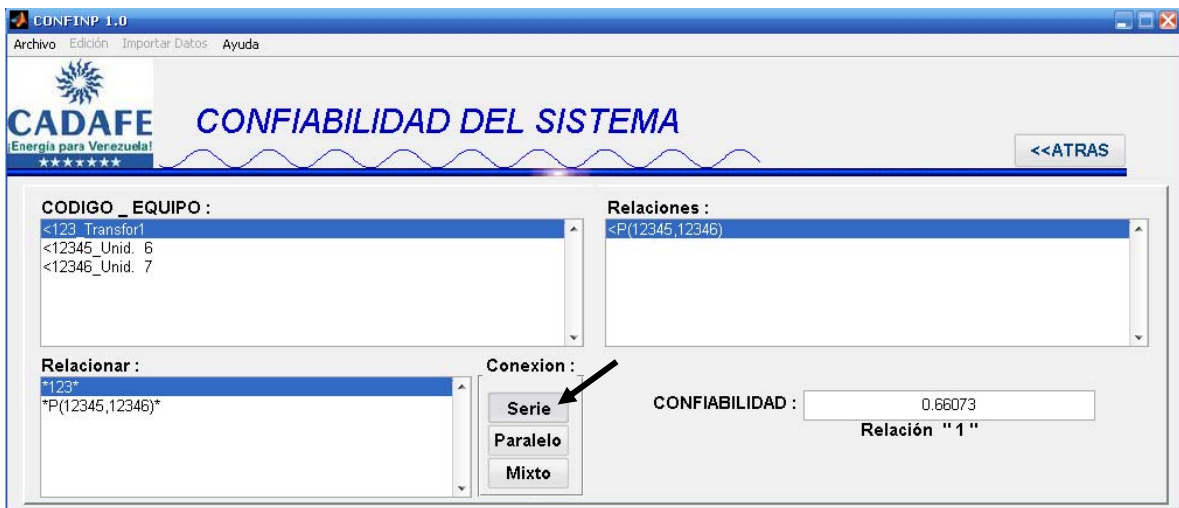 CONFINP 1.0
Archivo Edición Importar Datos Ayuda
CADAFE
¡Energía para Venezuela!
CONFIABILIDAD DEL SISTEMA
<<ATRAS
CODIGO _ EQUIPO :
<123_Transfor1
<12345_Unid. 6
<12346_Unid. 7
Relaciones :
<P(12345,12346)
Relacionar :
*123*
*P(12345,12346)*
Conexion :
Serie
Paralelo
Mixto
CONFIABILIDAD : 0.66073
Relación "1"